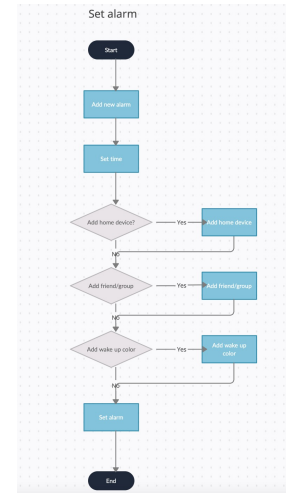 Set alarm
Start
Add new alarm
Set time
Add home device?
Yes
Add home device
No
Add friend/group
Yes
Add friend/group
No
Add wake up color
Yes
Add wake up
color
No
Set alarm
End